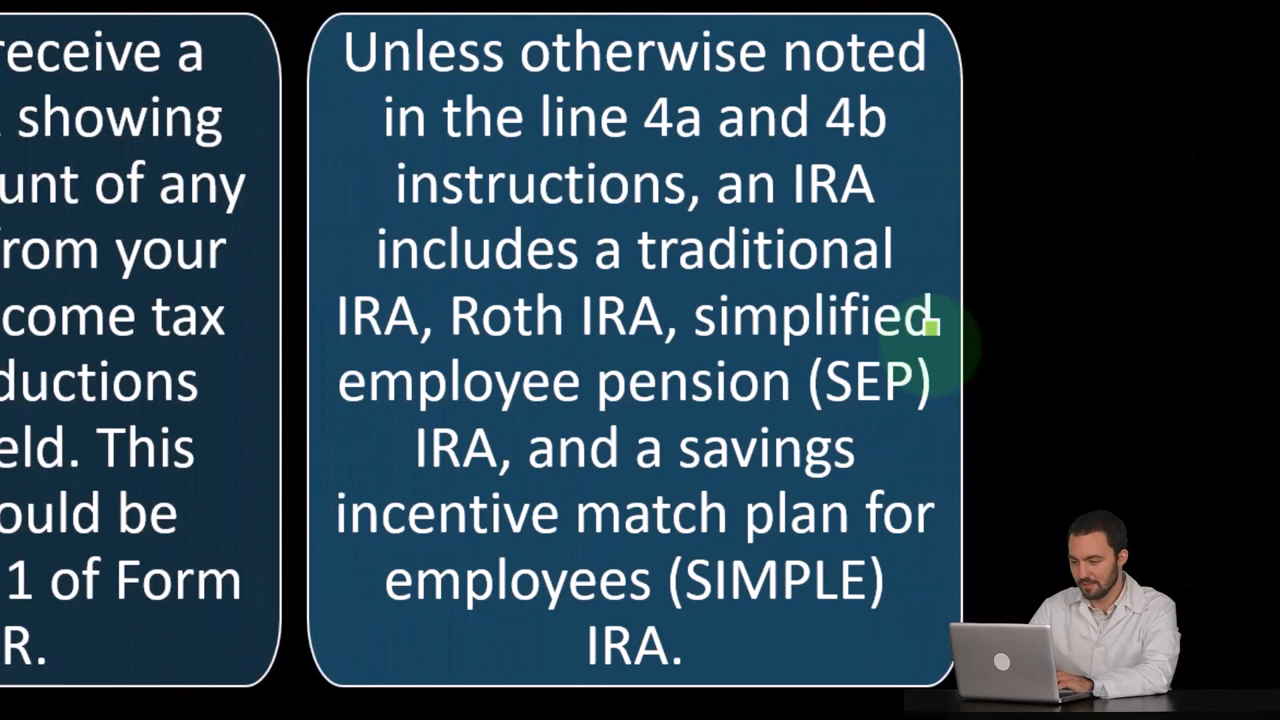 receive a
showing
unt of any
from your
come tax
ductions
eld. This
ould be
1 of Form
R.
Unless otherwise noted
in the line 4a and 4b
instructions, an IRA
includes a traditional
IRA, Roth IRA, simplified
employee pension (SEP)
IRA, and a savings
incentive match plan for
employees (SIMPLE)
IRA.